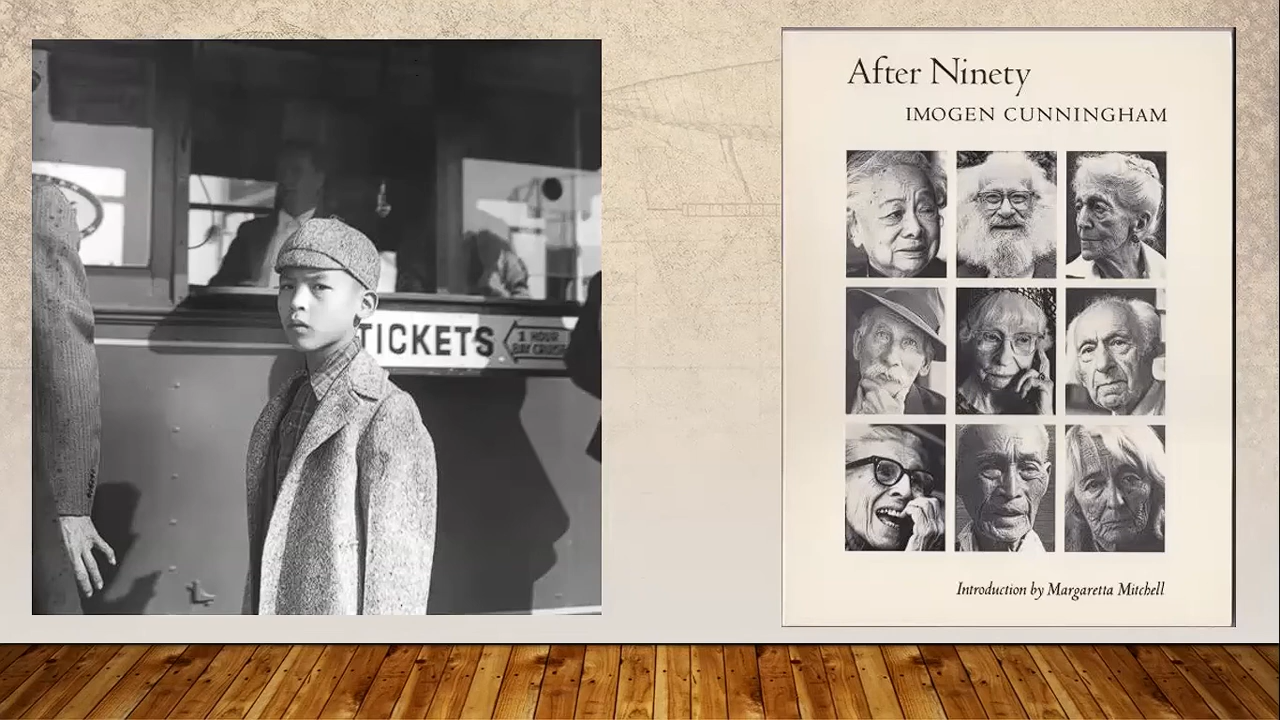 TICKETS
1 HOUR
BAY CRUISE
After Ninety
IMOGEN CUNNINGHAM
Introduction by Margaretta Mitchell